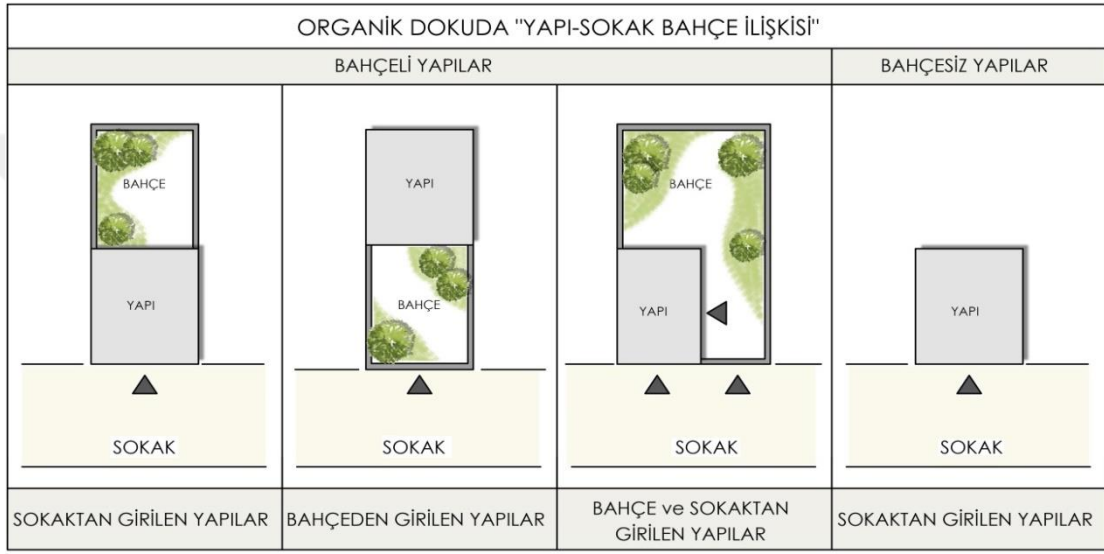 ORGANİK DOKUDA "YAPI-SOKAK BAHÇE İLİŞKİSİ"
BAHÇELİ YAPILAR
BAHÇESİZ YAPILAR
BAHÇE
YAPI
SOKAK
SOKAKTAN GİRİLEN YAPILAR
YAPI
BAHÇE
SOKAK
BAHÇEDEN GİRİLEN YAPILAR
BAHÇE
YAPI
SOKAK
BAHÇE ve SOKAKTAN
GİRİLEN YAPILAR
YAPI
SOKAK
SOKAKTAN GİRİLEN YAPILAR